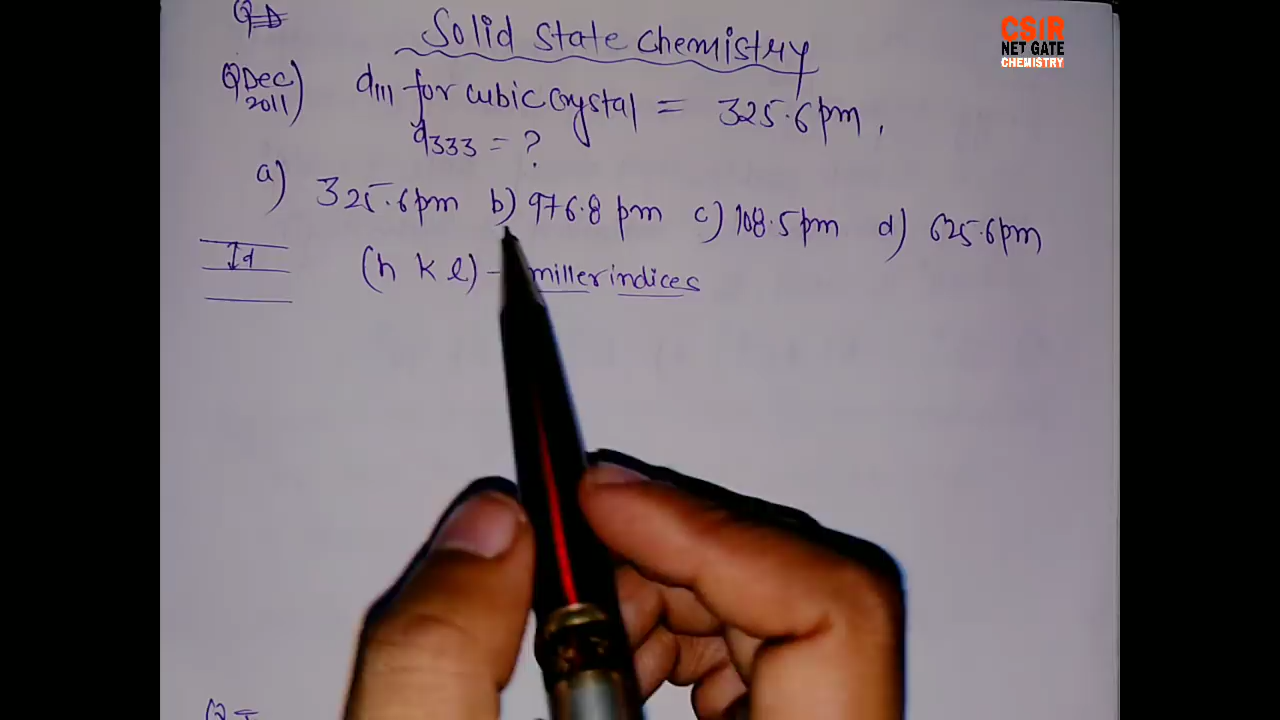 Solid State Chemistry
CSIR
NET GATE
CHEMISTRY
Q Dec 2011) d111 for cubic crystal = 325.6 pm,
d333 = ?
a) 325.6 pm b) 976.8 pm c) 108.5 pm d) 625.6 pm
d (h k l) - miller indices